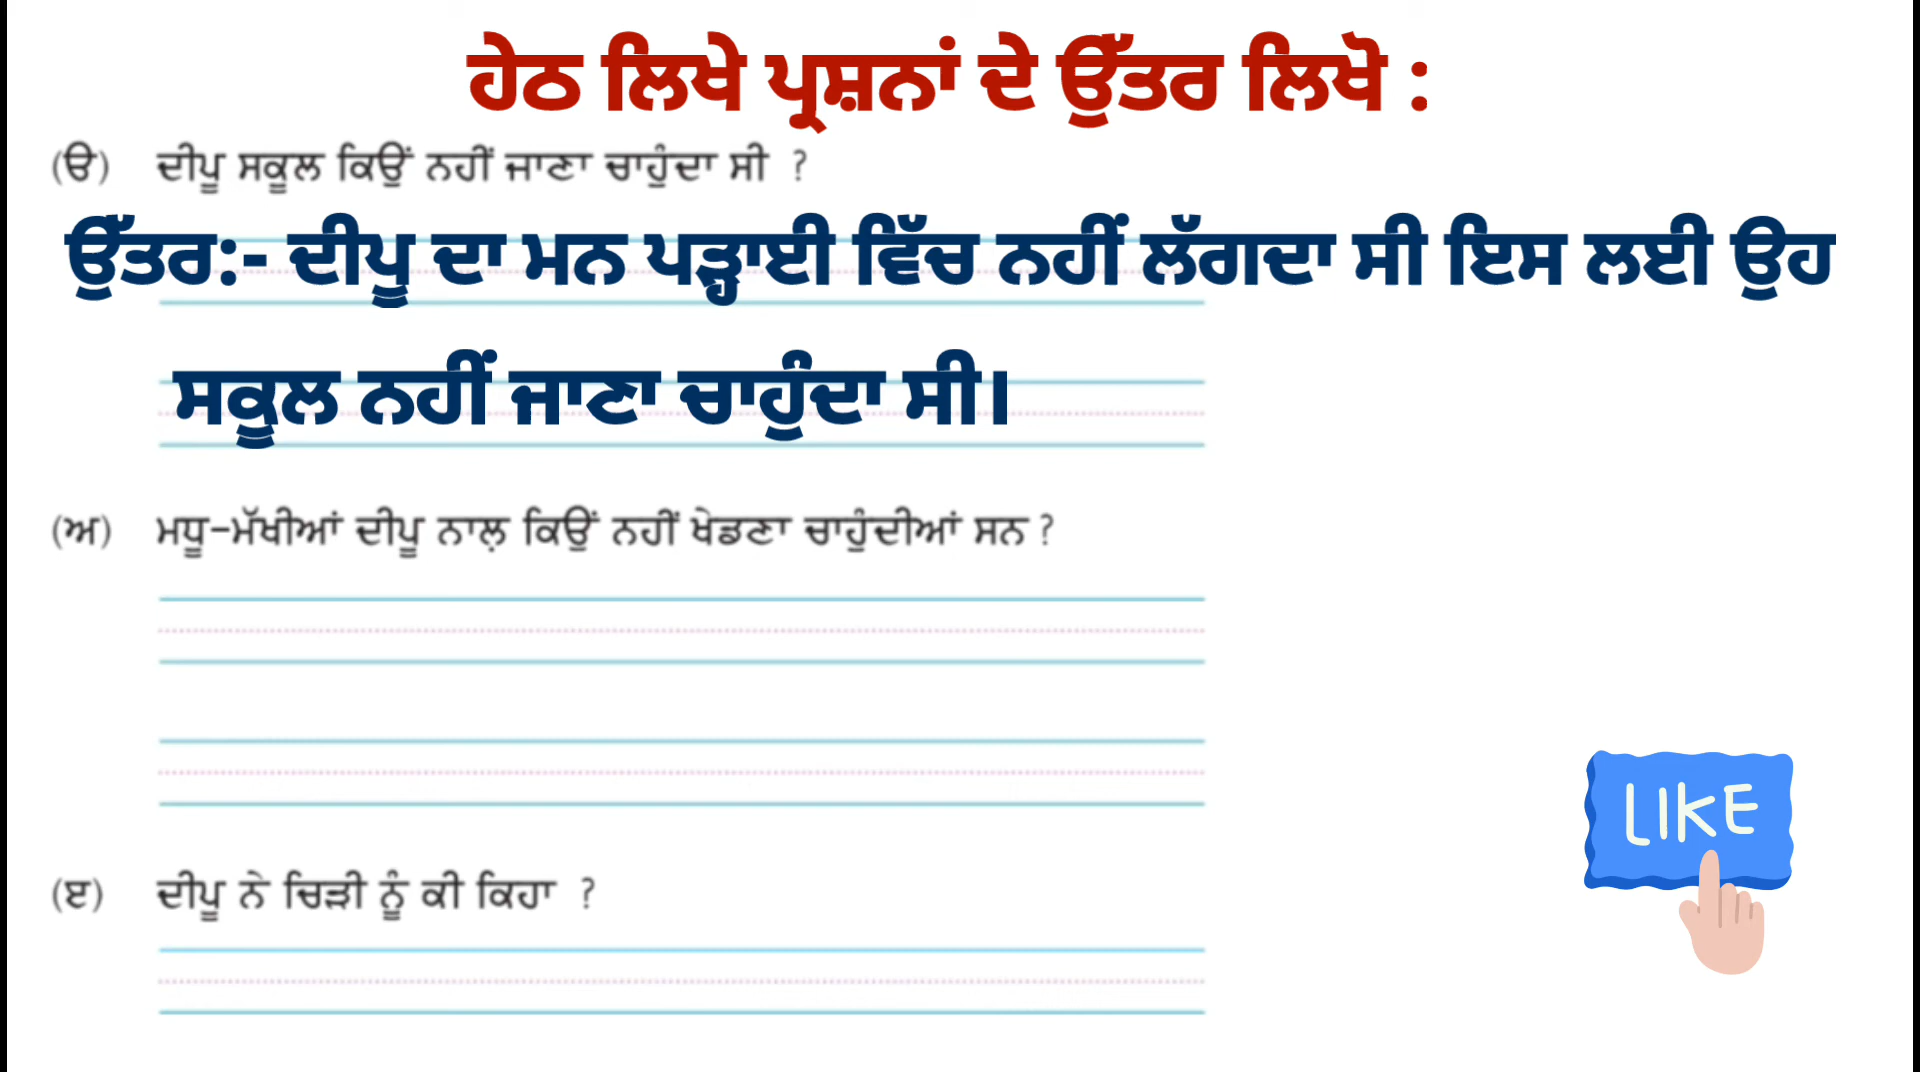 ਹੇਠ ਲਿਖੇ ਪ੍ਰਸ਼ਨਾਂ ਦੇ ਉੱਤਰ ਲਿਖੋ :
(ੳ) ਦੀਪੂ ਸਕੂਲ ਕਿਉਂ ਨਹੀਂ ਜਾਣਾ ਚਾਹੁੰਦਾ ਸੀ ?
ਉੱਤਰ:- ਦੀਪੂ ਦਾ ਮਨ ਪੜ੍ਹਾਈ ਵਿੱਚ ਨਹੀਂ ਲੱਗਦਾ ਸੀ ਇਸ ਲਈ ਉਹ
ਸਕੂਲ ਨਹੀਂ ਜਾਣਾ ਚਾਹੁੰਦਾ ਸੀ।
(ਅ) ਮਧੂ-ਮੱਖੀਆਂ ਦੀਪੂ ਨਾਲ਼ ਕਿਉਂ ਨਹੀਂ ਖੇਡਣਾ ਚਾਹੁੰਦੀਆਂ ਸਨ ?
LIKE
(ੲ) ਦੀਪੂ ਨੇ ਚਿੜੀ ਨੂੰ ਕੀ ਕਿਹਾ ?